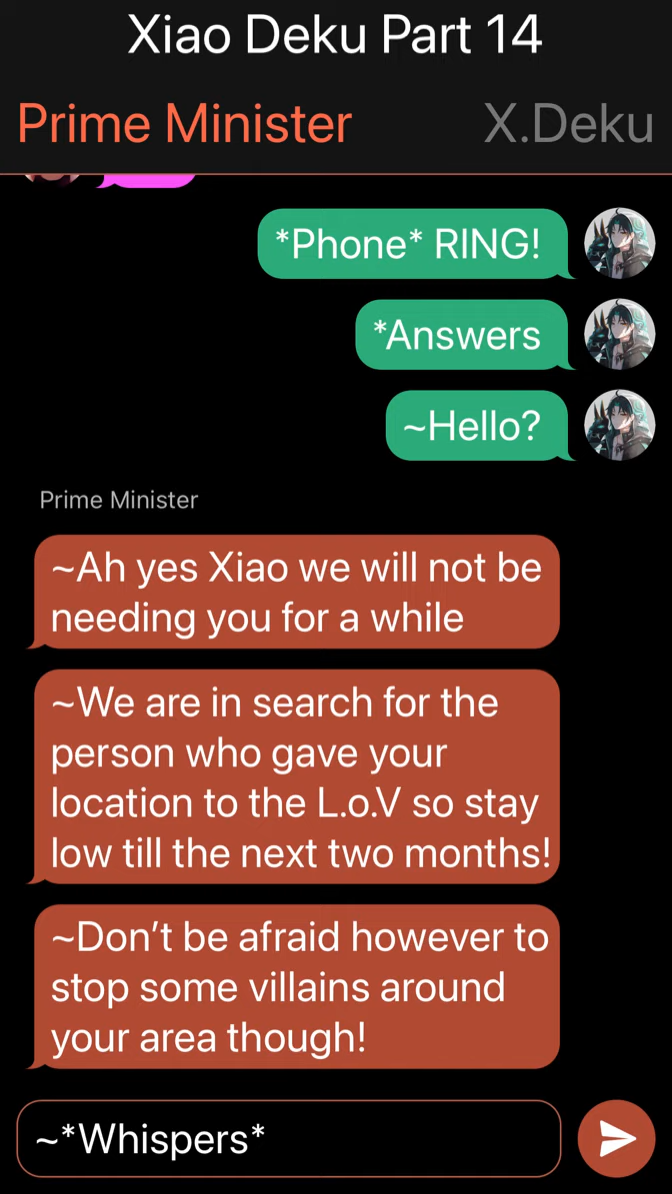 Xiao Deku Part 14
Prime Minister X.Deku
*Phone* RING!
*Answers
~Hello?
Prime Minister
~Ah yes Xiao we will not be
needing you for a while
~We are in search for the
person who gave your
location to the L.o.V so stay
low till the next two months!
~Don’t be afraid however to
stop some villains around
your area though!
~*Whispers*